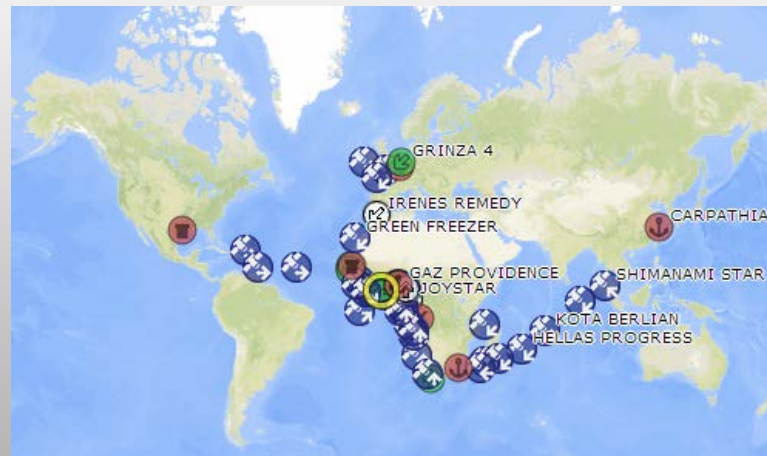 GRINZA 4
IRENES REMEDY
GREEN FREEZER
CARPATHIA
GAZ PROVIDENCE
JOYSTAR
SHIMANAMI STAR
KOTA BERLIAN
HELLAS PROGRESS